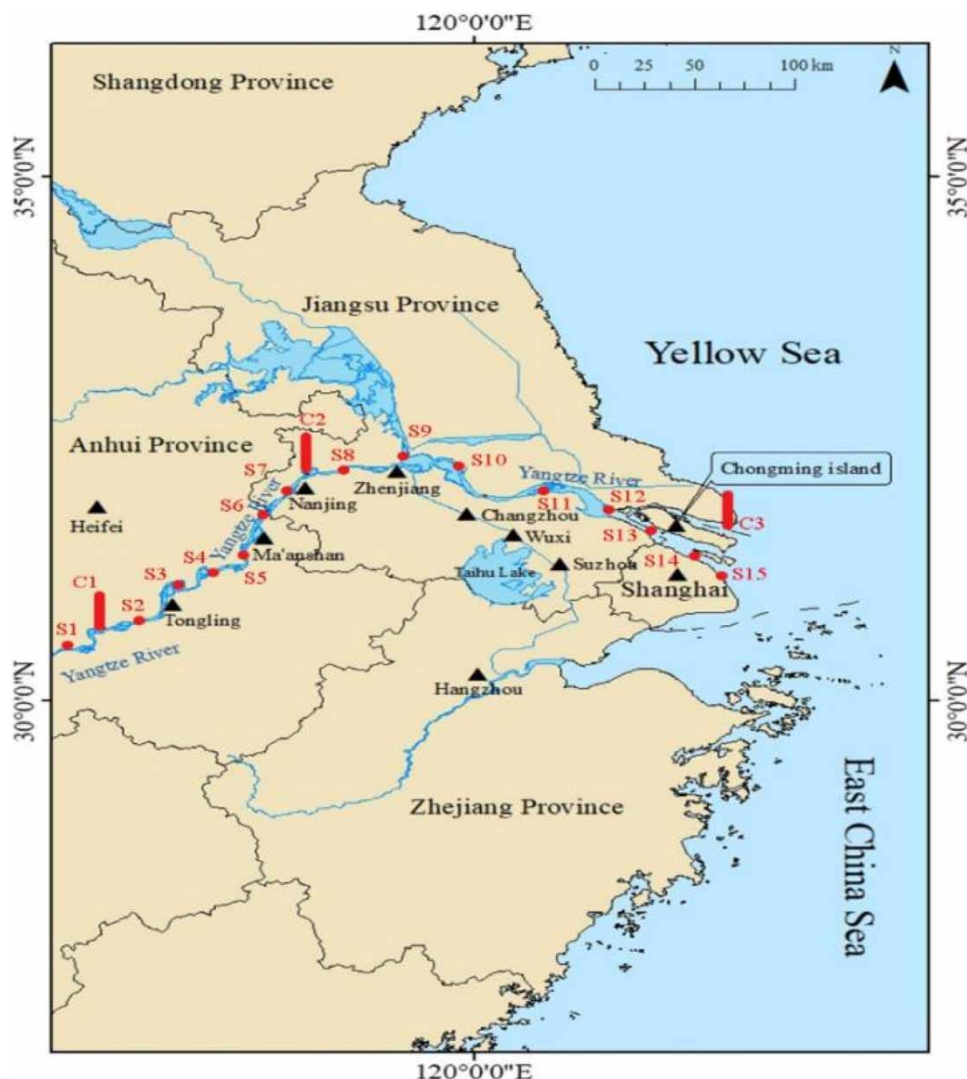 120°0'0"E
N
0 25 50 100 km
Shangdong Province
35°0'0"N
35°0'0"N
Jiangsu Province
Yellow Sea
Anhui Province
C2
S9
S7
S8
S10
Yangtze River
Chongming island
Zhenjiang
S12
Nanjing
S11
Heifei
S6
Changzhou
C3
Yangtze River
S13
Ma'anshan
Wuxi
S4
S14
C1
S3
S5
Taihu Lake
Suzhou
S15
Shanghai
S2
Tongling
S1
Yangtze River
Hangzhou
30°0'0"N
30°0'0"N
Zhejiang Province
East China Sea
120°0'0"E